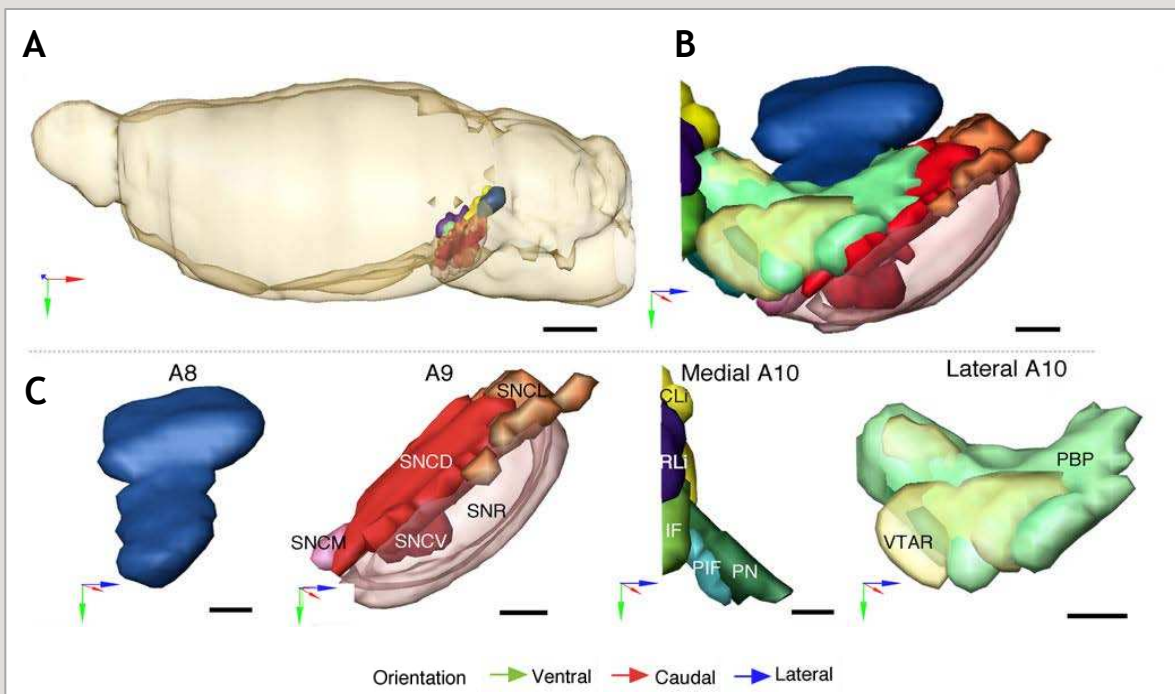 A
B
C
A8
A9
Medial A10
Lateral A10
SNCL
SNCD
SNR
SNCM
SNCV
CLi
RLi
IF
PIF
PN
PBP
VTAR
Orientation Ventral Caudal Lateral